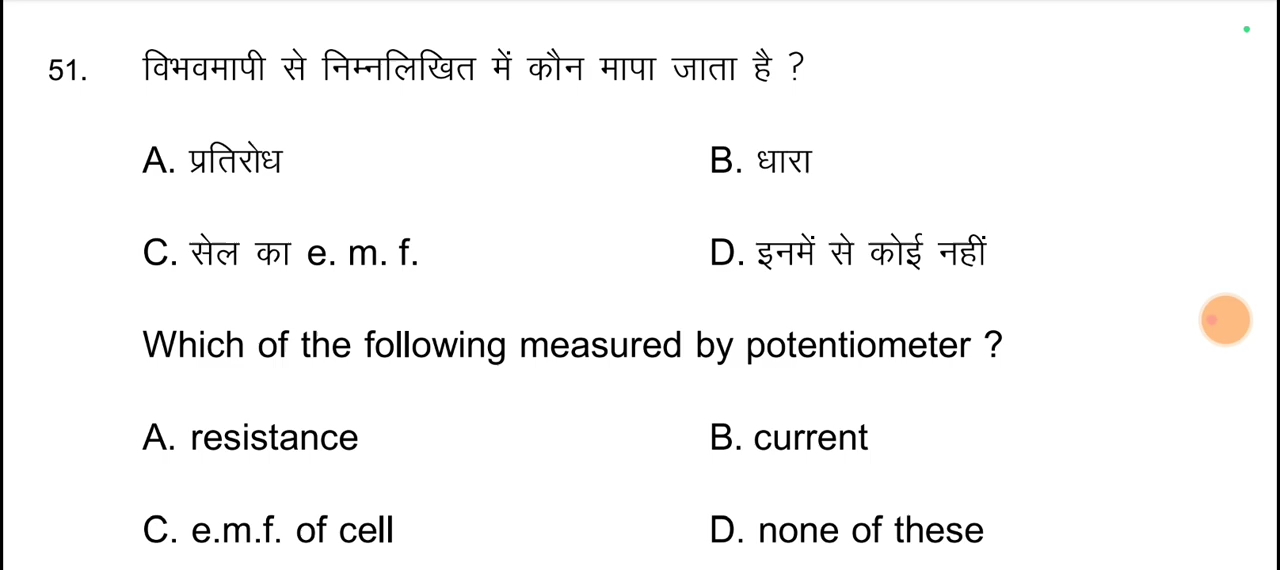 51. विभवमापी से निम्नलिखित में कौन मापा जाता है ?
A. प्रतिरोध B. धारा
C. सेल का e. m. f. D. इनमें से कोई नहीं
Which of the following measured by potentiometer ?
A. resistance B. current
C. e.m.f. of cell D. none of these